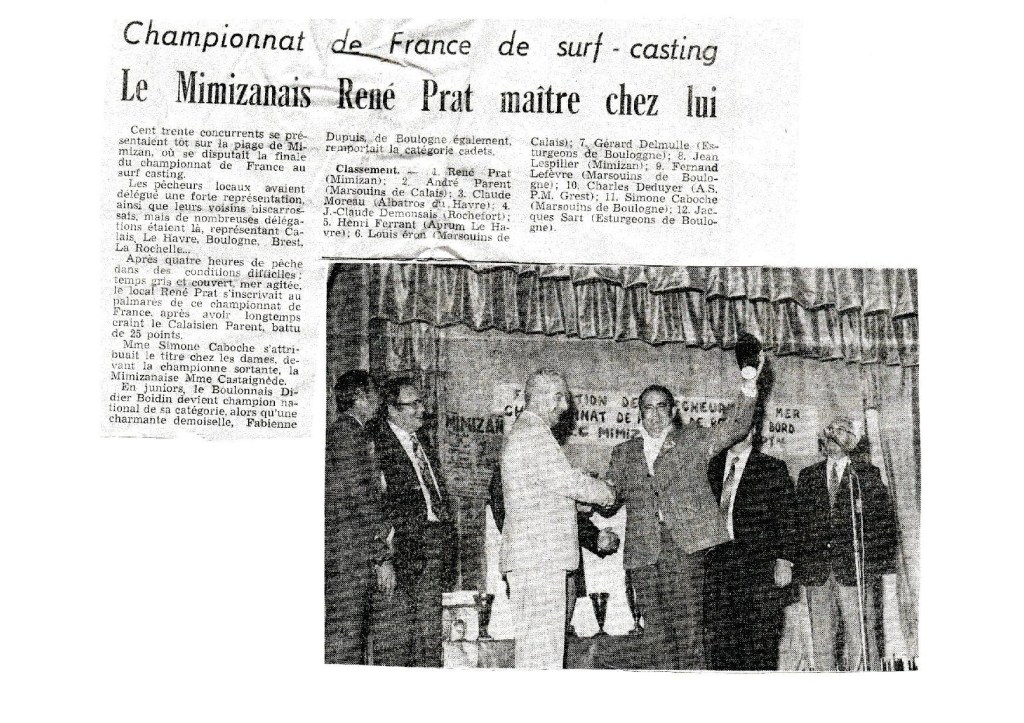 Championnat de France de surf - casting
Le Mimizanais René Prat maître chez lui
Cent trente concurrents se pré-
sentaient tôt sur la plage de Mi-
mizan, où se disputait la finale
du championnat de France au
surf casting.
Les pêcheurs locaux avaient
délégué une forte représentation,
ainsi que leurs voisins biscarros-
sais, mais de nombreuses déléga-
tions étaient là, représentant Ca-
lais, Le Havre, Boulogne, Brest,
La Rochelle...
Après quatre heures de pêche
dans des conditions difficiles :
temps gris et couvert, mer agitée,
le local René Prat s'inscrivait au
palmarès de ce championnat de
France, après avoir longtemps
craint le Calaisien Parent, battu
de 25 points.
Mme Simone Caboche s'attri-
buait le titre chez les dames, de-
vant la championne sortante, la
Mimizanaise Mme Castaignède.
En juniors, le Boulonnais Di-
dier Boidin devient champion na-
tional de sa catégorie, alors qu'une
charmante demoiselle, Fabienne
Dupuis, de Boulogne également,
remportait la catégorie cadets.
Classement. — 1. René Prat
(Mimizan); 2. André Parent
(Marsouins de Calais); 3. Claude
Moreau (Albatros du Havre); 4.
J.-Claude Demonsais (Rochefort);
5. Henri Ferrant (Aprum Le Ha-
vre); 6. Louis éron (Marsouins de
Calais); 7. Gérard Delmulle (Es-
turgeons de Bouloggne); 8. Jean
Lespiller (Mimizan); 9. Fernand
Lefèvre (Marsouins de Boulo-
gne); 10. Charles Deduyer (A.S.
P.M. Grest); 11. Simone Caboche
(Marsouins de Boulogne); 12. Jac-
ques Sart (Esturgeons de Boulo-
gne).
MER
BORD
MIMIZAN